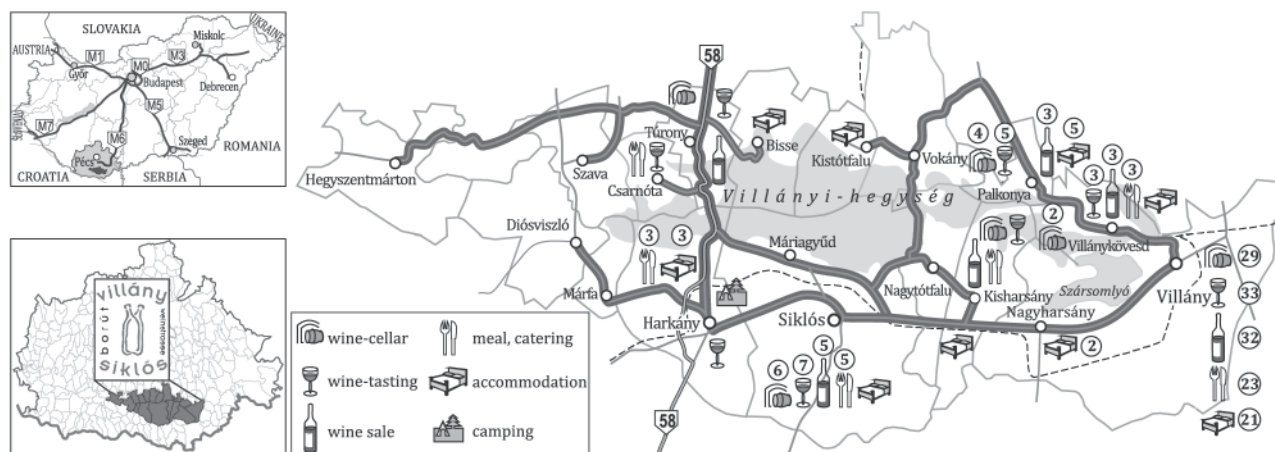 SLOVAKIA
UKRAINE
Miskolc
AUSTRIA
M1
M3
Győr
M0
Budapest
Debrecen
M5
M7
M6
Szeged
ROMANIA
Pécs
CROATIA
SERBIA
villány
borút
weinstrasse
siklós
wine-cellar
meal, catering
wine-tasting
accommodation
wine sale
camping
58
Túrony
Bisse
Kistótfalu
Vokány
4 5
3 5
3 3 3
Hegyszentmárton
Szava
Csarnóta
Palkonya
Villányi-hegység
2
Villánykövesd
Diósviszló
3 3
Máriagyűd
29
Márfa
Nagytótfalu
Kisharsány
Szársomlyó
Villány
33
Harkány
Siklós
Nagyharsány
32
2
6 7 5 5
23
58
21